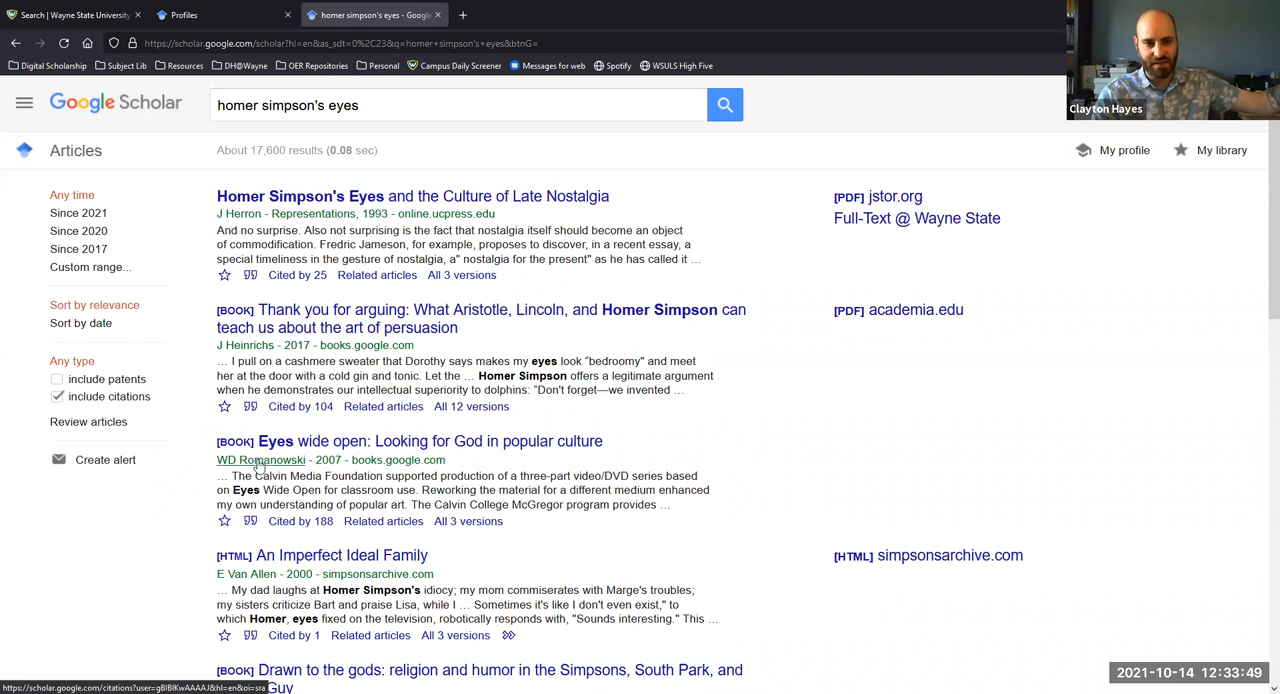 Search | Wayne State University
Profiles
homer simpson's eyes - Google
https://scholar.google.com/scholar?hl=en&as_sdt=0%2C23&q=homer+simpson's+eyes&btnG=
Digital Scholarship
Subject Lib
Resources
DH@Wayne
OER Repositories
Personal
Campus Daily Screener
Messages for web
Spotify
WSULS High Five
Clayton Hayes
Google Scholar
homer simpson's eyes
Articles
About 17,600 results (0.08 sec)
My profile
My library
Any time
Since 2021
Since 2020
Since 2017
Custom range...
Sort by relevance
Sort by date
Any type
include patents
include citations
Review articles
Create alert
Homer Simpson's Eyes and the Culture of Late Nostalgia
J Herron - Representations, 1993 - online.ucpress.edu
And no surprise. Also not surprising is the fact that nostalgia itself should become an object
of commodification. Fredric Jameson, for example, proposes to discover, in a recent essay, a
special timeliness in the gesture of nostalgia, a" nostalgia for the present" as he has called it ...
Cited by 25 Related articles All 3 versions
[PDF] jstor.org
Full-Text @ Wayne State
[BOOK] Thank you for arguing: What Aristotle, Lincoln, and Homer Simpson can
teach us about the art of persuasion
J Heinrichs - 2017 - books.google.com
... I pull on a cashmere sweater that Dorothy says makes my eyes look “bedroomy" and meet
her at the door with a cold gin and tonic. Let the ... Homer Simpson offers a legitimate argument
when he demonstrates our intellectual superiority to dolphins: “Don't forget—we invented ...
Cited by 104 Related articles All 12 versions
[PDF] academia.edu
[BOOK] Eyes wide open: Looking for God in popular culture
WD Romanowski - 2007 - books.google.com
... The Calvin Media Foundation supported production of a three-part video/DVD series based
on Eyes Wide Open for classroom use. Reworking the material for a different medium enhanced
my own understanding of popular art. The Calvin College McGregor program provides ...
Cited by 188 Related articles All 3 versions
[HTML] An Imperfect Ideal Family
E Van Allen - 2000 - simpsonsarchive.com
... My dad laughs at Homer Simpson's idiocy; my mom commiserates with Marge's troubles;
my sisters criticize Bart and praise Lisa, while I ... Sometimes it's like I don't even exist," to
which Homer, eyes fixed on the television, robotically responds with, "Sounds interesting." This ...
Cited by 1 Related articles All 3 versions
[HTML] simpsonsarchive.com
[BOOK] Drawn to the gods: religion and humor in the Simpsons, South Park, and
Guy
2021-10-14 12:33:49